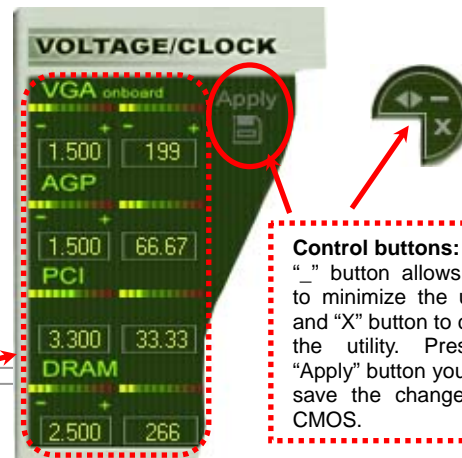 VOLTAGE/CLOCK
VGA onboard
Apply
- + - +
1.500 199
AGP
- +
1.500 66.67
PCI
3.300 33.33
DRAM
- +
2.500 266
X
Control buttons:
"_" button allows
to minimize the
and "X" button to
the utility. Pres
"Apply" button you
save the change
CMOS.